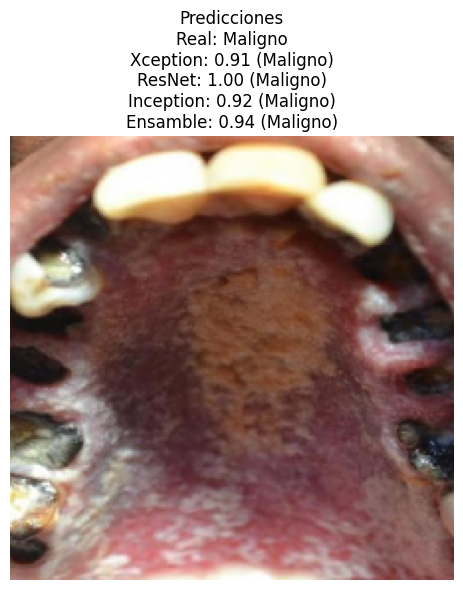 Predicciones
Real: Maligno
Xception: 0.91 (Maligno)
ResNet: 1.00 (Maligno)
Inception: 0.92 (Maligno)
Ensamble: 0.94 (Maligno)